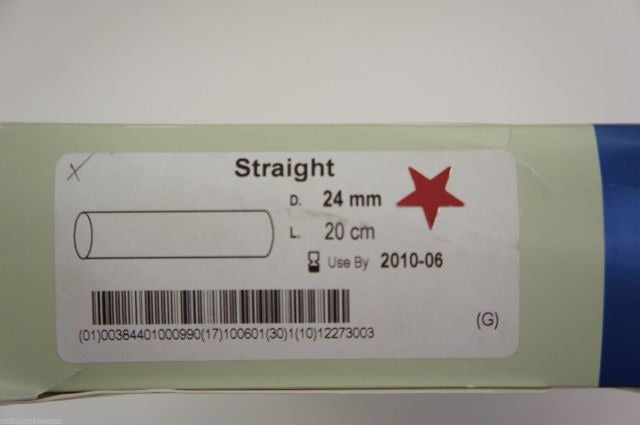 Straight
D. 24 mm
L. 20 cm
Use By 2010-06
(01)00384401000990(17)100601(30)1(10)12273003
(G)